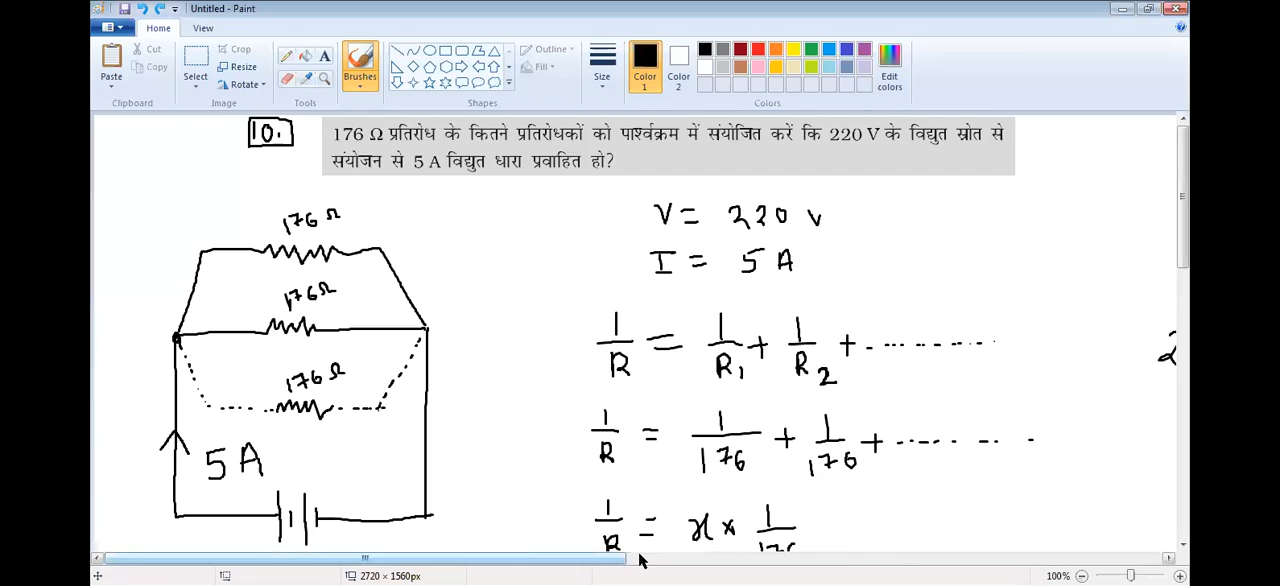 Untitled - Paint
Home View
Paste
Cut
Copy
Clipboard
Select
Crop
Resize
Rotate
Image
Tools
Brushes
Shapes
Outline
Fill
Size
Color 1
Color 2
Edit colors
Colors
10.
176 Ω प्रतिरोध के कितने प्रतिरोधकों को पार्श्वक्रम में संयोजित करें कि 220 V के विद्युत स्रोत से
संयोजन से 5 A विद्युत धारा प्रवाहित हो?
176 Ω
176 Ω
176 Ω
5 A
V = 220 V
I = 5 A
1/R = 1/R₁ + 1/R₂ + ............
1/R = 1/176 + 1/176 + ...........
1/R = x × 1/176
2
2720 × 1560px
100%